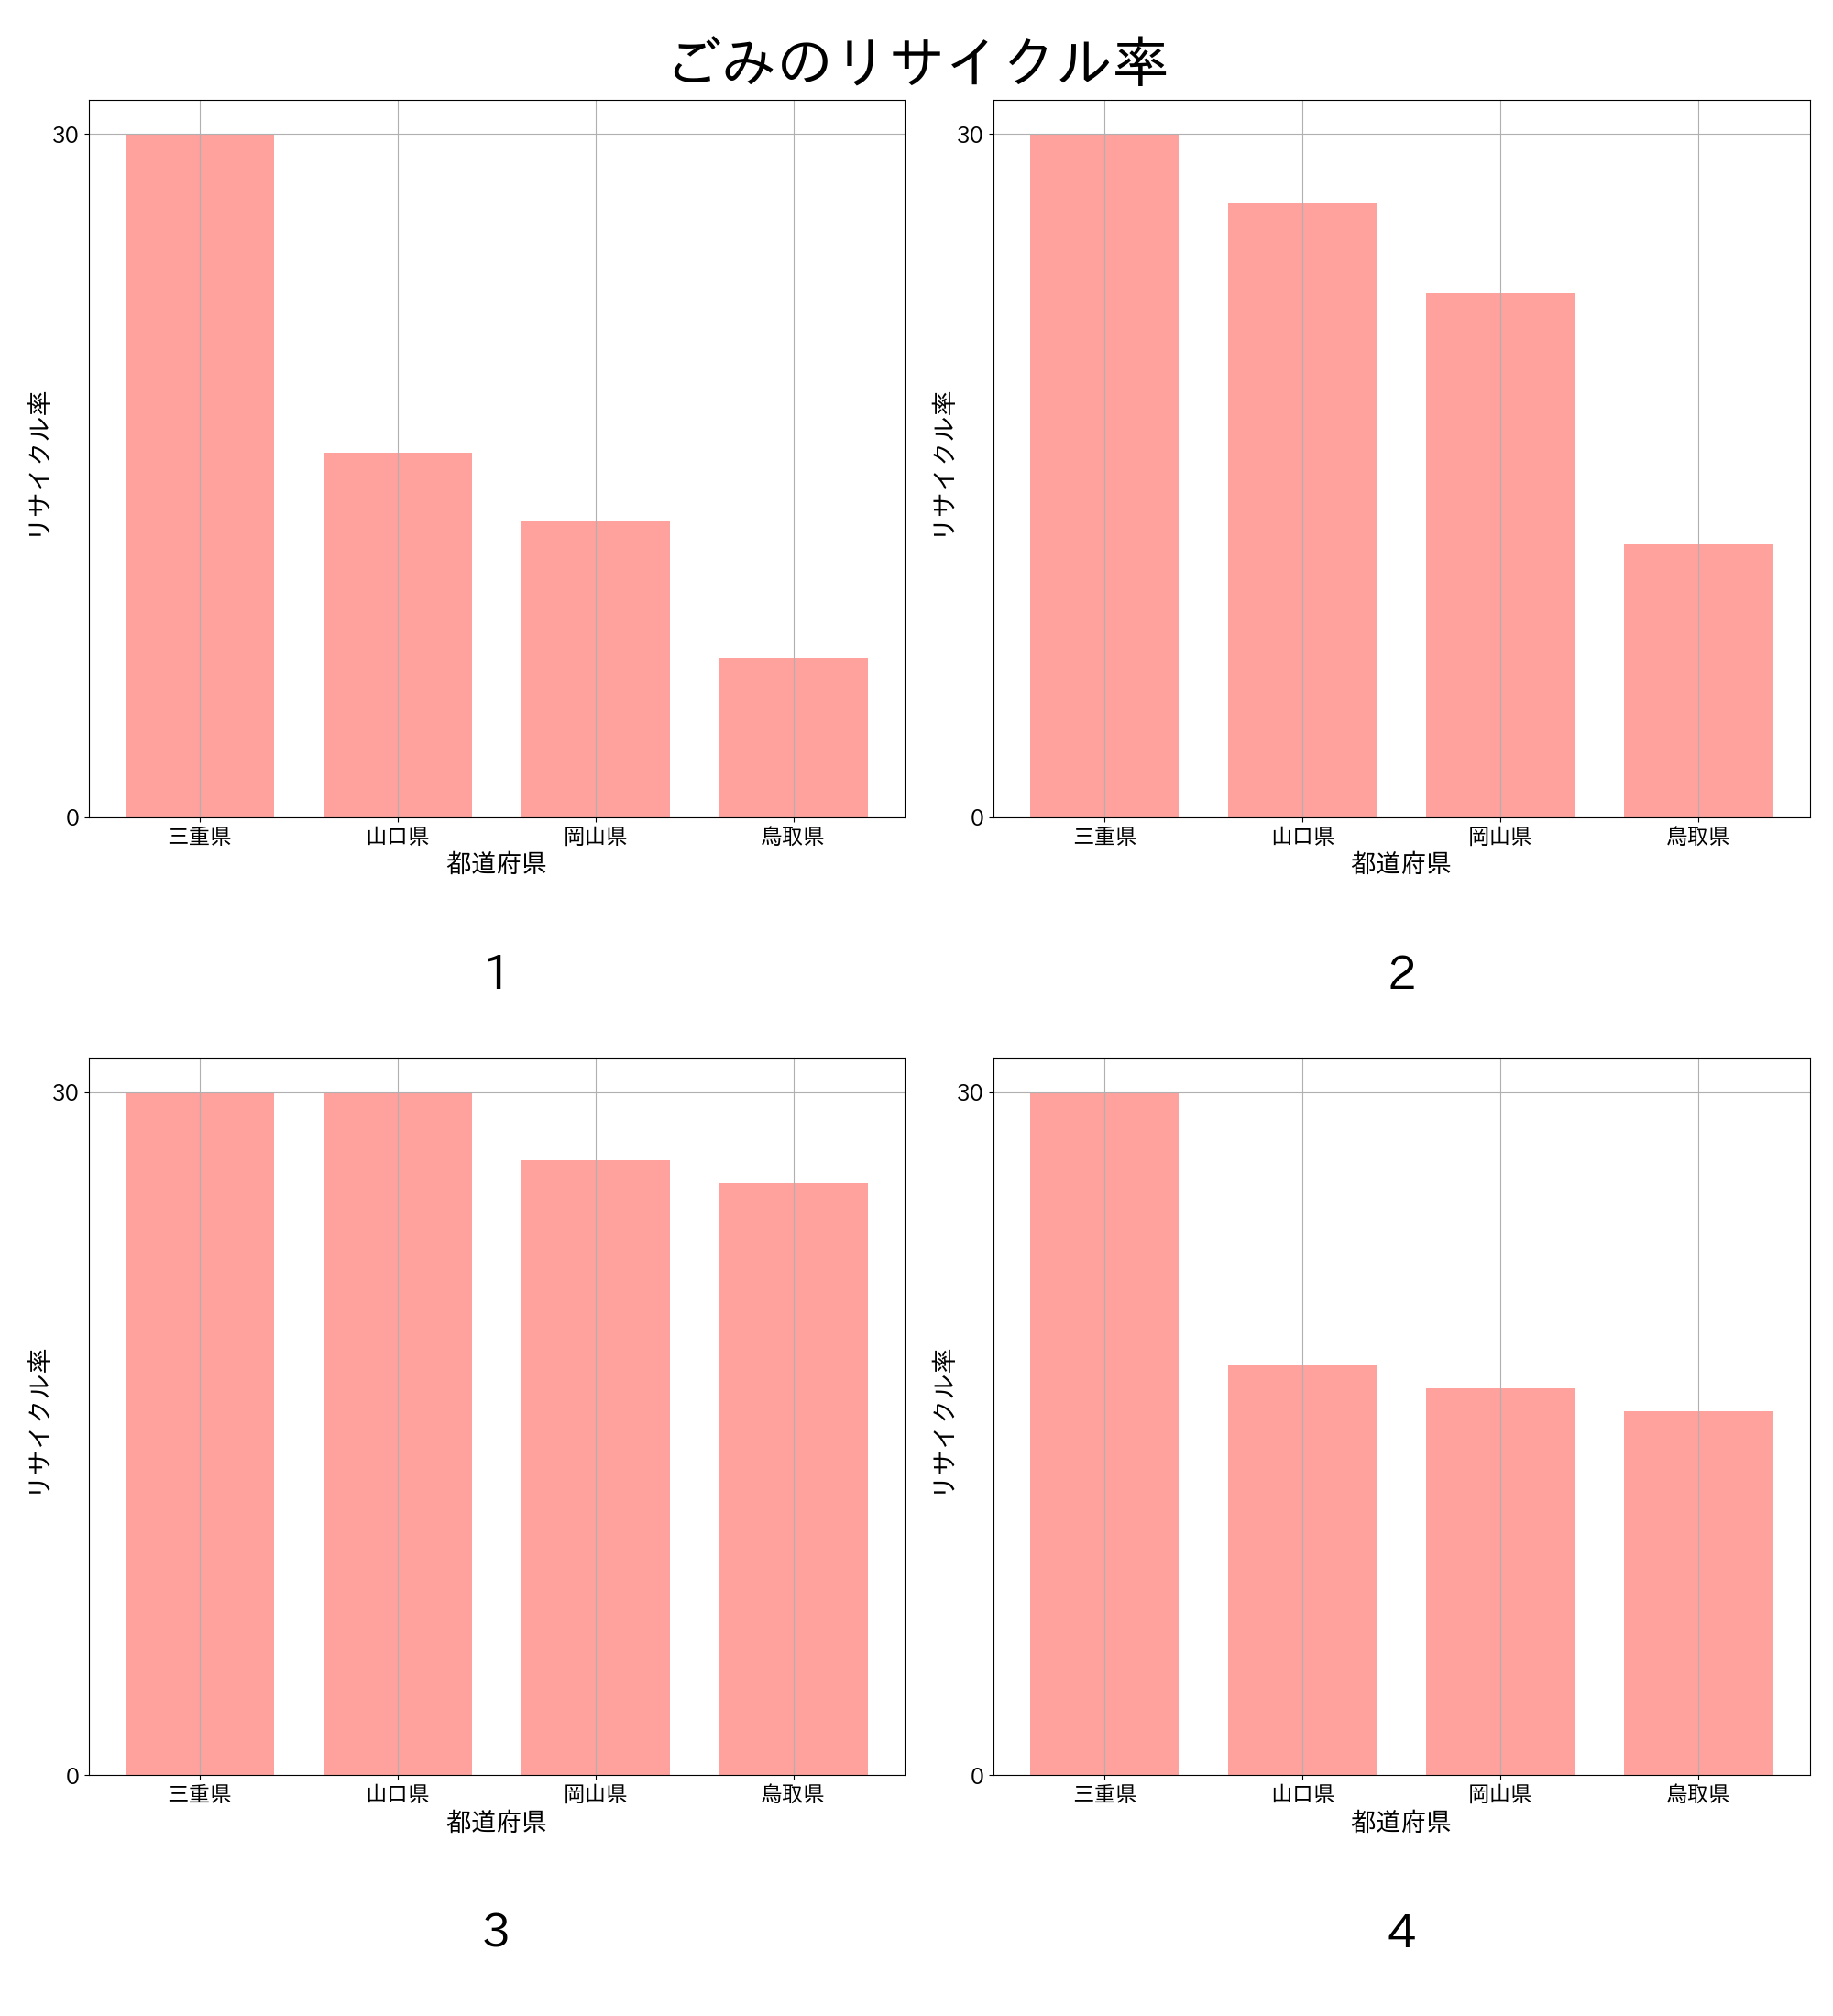 ごみのリサイクル率
30
0
リサイクル率
三重県 山口県 岡山県 鳥取県
都道府県
1
30
0
リサイクル率
三重県 山口県 岡山県 鳥取県
都道府県
2
30
0
リサイクル率
三重県 山口県 岡山県 鳥取県
都道府県
3
30
0
リサイクル率
三重県 山口県 岡山県 鳥取県
都道府県
4